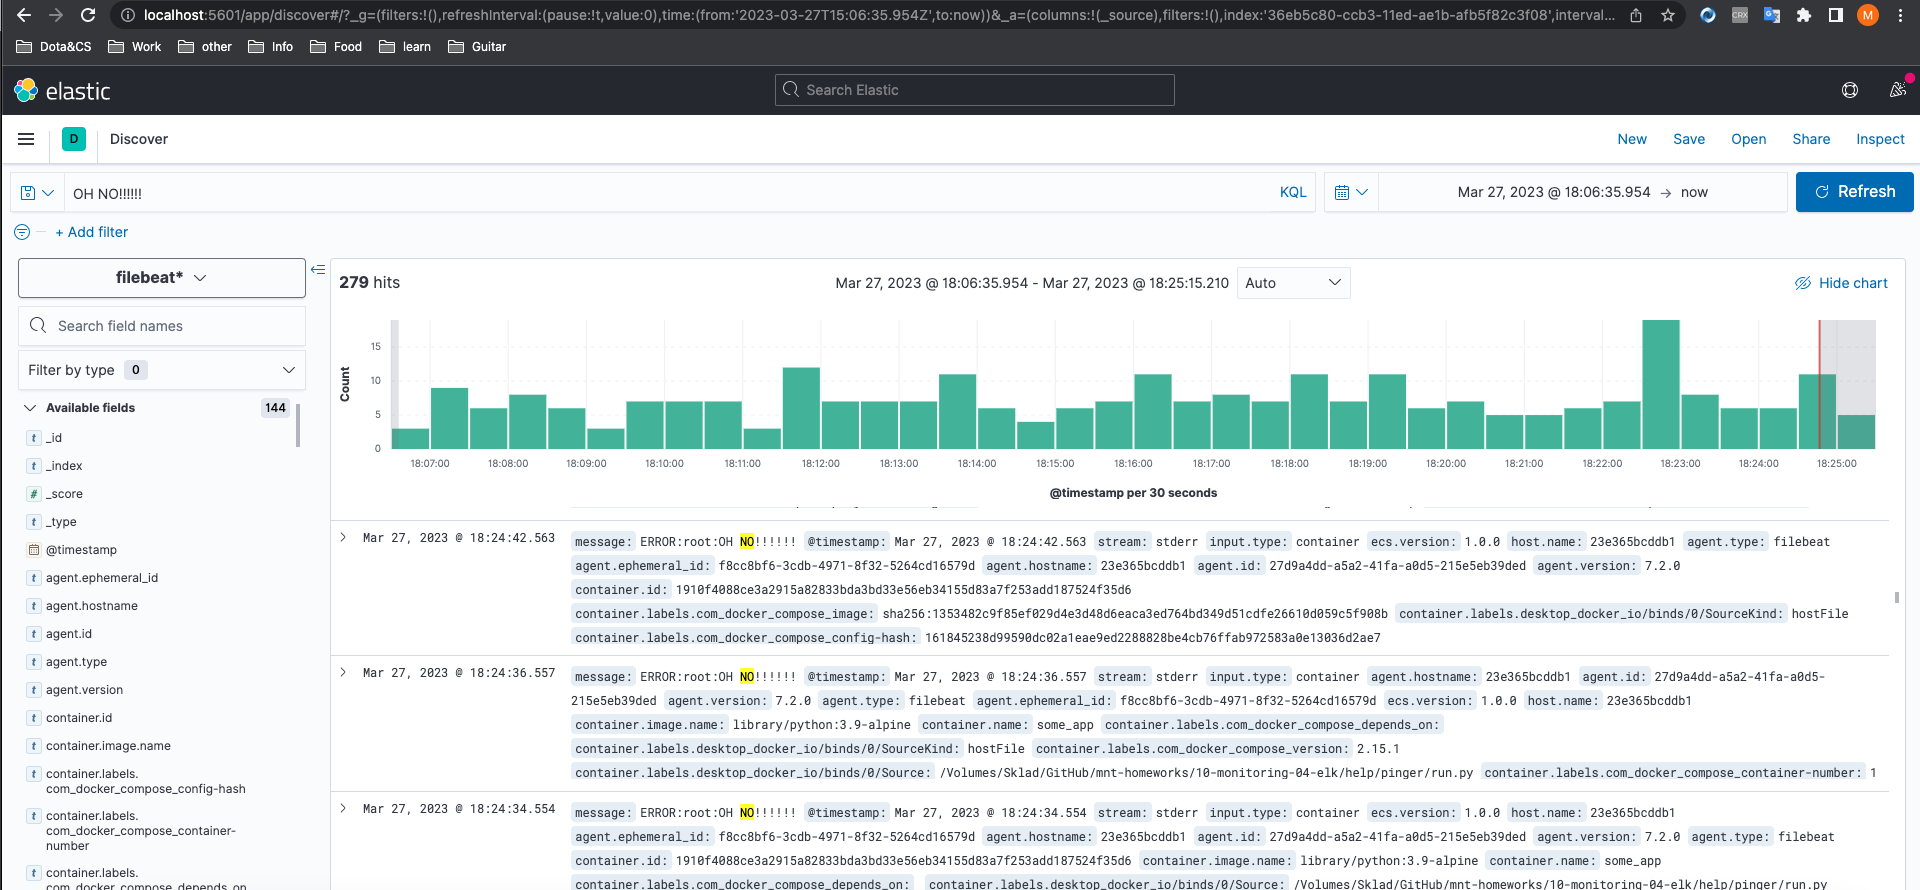 localhost:5601/app/discover#/?_g=(filters:!(),refreshInterval:(pause:!t,value:0),time:(from:'2023-03-27T15:06:35.954Z',to:now))&_a=(columns:!(_source),filters:!(),index:'36eb5c80-ccb3-11ed-ae1b-afb5f82c3f08',interval... CRX M
Dota&CS Work other Info Food learn Guitar
elastic Search Elastic
D Discover New Save Open Share Inspect
OH NO!!!!!! KQL Mar 27, 2023 @ 18:06:35.954 → now Refresh
+ Add filter
filebeat*
Search field names
Filter by type 0
Available fields 144
t _id
t _index
# _score
t _type
@timestamp
t agent.ephemeral_id
t agent.hostname
t agent.id
t agent.type
t agent.version
t container.id
t container.image.name
t container.labels.
com_docker_compose_config-hash
t container.labels.
com_docker_compose_container-
number
t container.labels.
com_docker_compose_depends_on
279 hits Mar 27, 2023 @ 18:06:35.954 - Mar 27, 2023 @ 18:25:15.210 Auto Hide chart
Count
15
10
5
0
18:07:00 18:08:00 18:09:00 18:10:00 18:11:00 18:12:00 18:13:00 18:14:00 18:15:00 18:16:00 18:17:00 18:18:00 18:19:00 18:20:00 18:21:00 18:22:00 18:23:00 18:24:00 18:25:00
@timestamp per 30 seconds
Mar 27, 2023 @ 18:24:42.563 message: ERROR:root:OH NO!!!!!! @timestamp: Mar 27, 2023 @ 18:24:42.563 stream: stderr input.type: container ecs.version: 1.0.0 host.name: 23e365bcddb1 agent.type: filebeat
agent.ephemeral_id: f8cc8bf6-3cdb-4971-8f32-5264cd16579d agent.hostname: 23e365bcddb1 agent.id: 27d9a4dd-a5a2-41fa-a0d5-215e5eb39ded agent.version: 7.2.0
container.id: 1910f4088ce3a2915a82833bda3bd33e56eb34155d83a7f253add187524f35d6
container.labels.com_docker_compose_image: sha256:1353482c9f85ef029d4e3d48d6eaca3ed764bd349d51cdfe26610d059c5f908b container.labels.desktop_docker_io/binds/0/SourceKind: hostFile
container.labels.com_docker_compose_config-hash: 161845238d99590dc02a1eae9ed2288828be4cb76ffab972583a0e13036d2ae7
Mar 27, 2023 @ 18:24:36.557 message: ERROR:root:OH NO!!!!!! @timestamp: Mar 27, 2023 @ 18:24:36.557 stream: stderr input.type: container agent.hostname: 23e365bcddb1 agent.id: 27d9a4dd-a5a2-41fa-a0d5-
215e5eb39ded agent.version: 7.2.0 agent.type: filebeat agent.ephemeral_id: f8cc8bf6-3cdb-4971-8f32-5264cd16579d ecs.version: 1.0.0 host.name: 23e365bcddb1
container.image.name: library/python:3.9-alpine container.name: some_app container.labels.com_docker_compose_depends_on:
container.labels.desktop_docker_io/binds/0/SourceKind: hostFile container.labels.com_docker_compose_version: 2.15.1
container.labels.desktop_docker_io/binds/0/Source: /Volumes/Sklad/GitHub/mnt-homeworks/10-monitoring-04-elk/help/pinger/run.py container.labels.com_docker_compose_container-number: 1
Mar 27, 2023 @ 18:24:34.554 message: ERROR:root:OH NO!!!!!! @timestamp: Mar 27, 2023 @ 18:24:34.554 stream: stderr input.type: container ecs.version: 1.0.0 host.name: 23e365bcddb1
agent.ephemeral_id: f8cc8bf6-3cdb-4971-8f32-5264cd16579d agent.hostname: 23e365bcddb1 agent.id: 27d9a4dd-a5a2-41fa-a0d5-215e5eb39ded agent.version: 7.2.0 agent.type: filebeat
container.id: 1910f4088ce3a2915a82833bda3bd33e56eb34155d83a7f253add187524f35d6 container.image.name: library/python:3.9-alpine container.name: some_app
container.labels.com_docker_compose_depends_on: container.labels.desktop_docker_io/binds/0/Source: /Volumes/Sklad/GitHub/mnt-homeworks/10-monitoring-04-elk/help/pinger/run.py